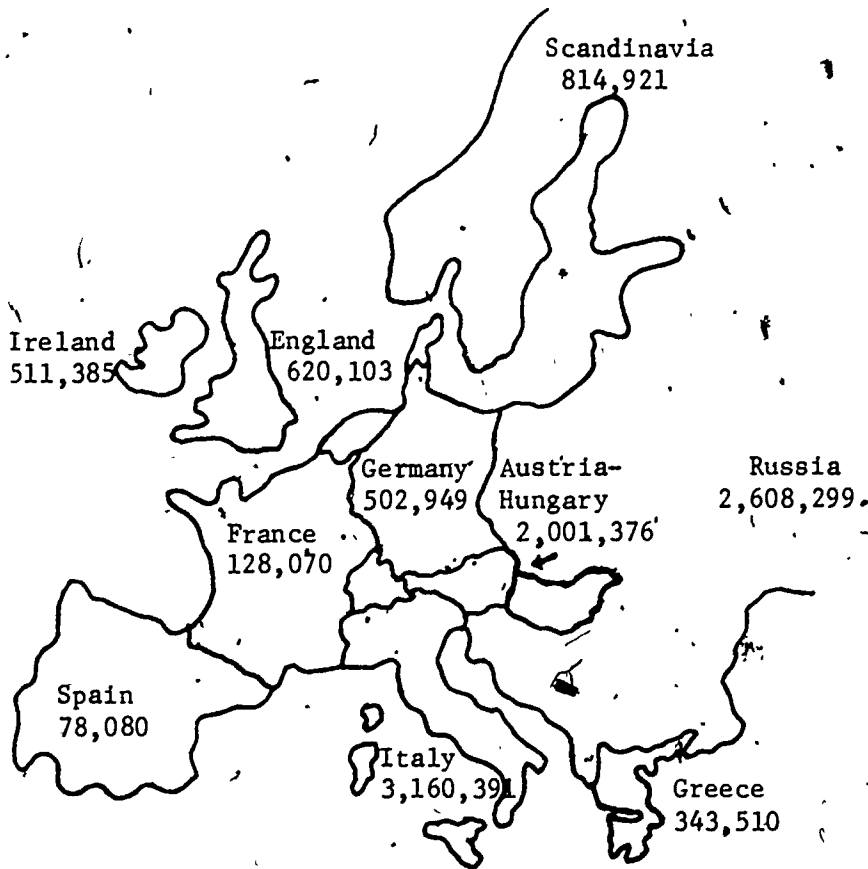 Scandinavia
814,921
Ireland
511,385
England
620,103
Germany
502,949
Austria-
Hungary
2,001,376
Russia
2,608,299
France
128,070
Spain
78,080
Italy
3,160,391
Greece
343,510